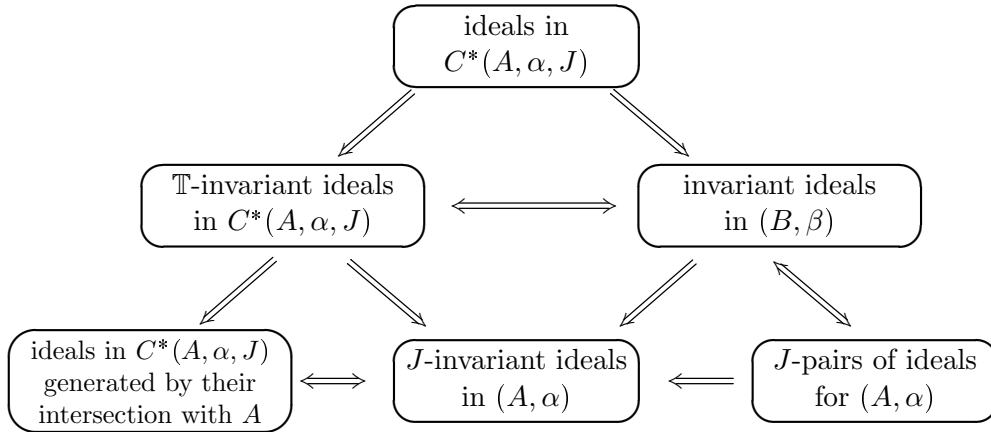 ideals in
C*(A, α, J)
𝕋-invariant ideals
in C*(A, α, J)
invariant ideals
in (B, β)
ideals in C*(A, α, J)
generated by their
intersection with A
J-invariant ideals
in (A, α)
J-pairs of ideals
for (A, α)